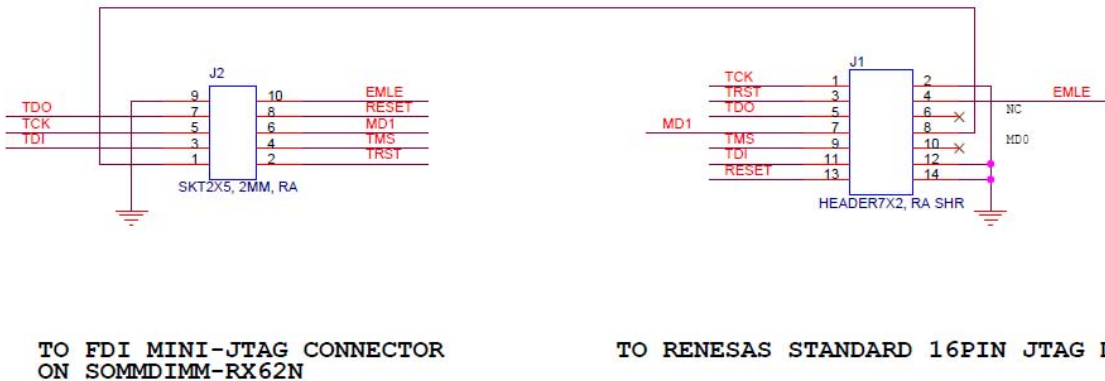 J2
9 10 EMLE
TDO 7 8 RESET
TCK 5 6 MD1
TDI 3 4 TMS
1 2 TRST
SKT2X5, 2MM, RA
J1
TCK 1 2
TRST 3 4 EMLE
TDO 5 6 NC
MD1 7 8
TMS 9 10 MD0
TDI 11 12
RESET 13 14
HEADER7X2, RA SHR
TO FDI MINI-JTAG CONNECTOR
ON SOMMDIMM-RX62N
TO RENESAS STANDARD 16PIN JTAG